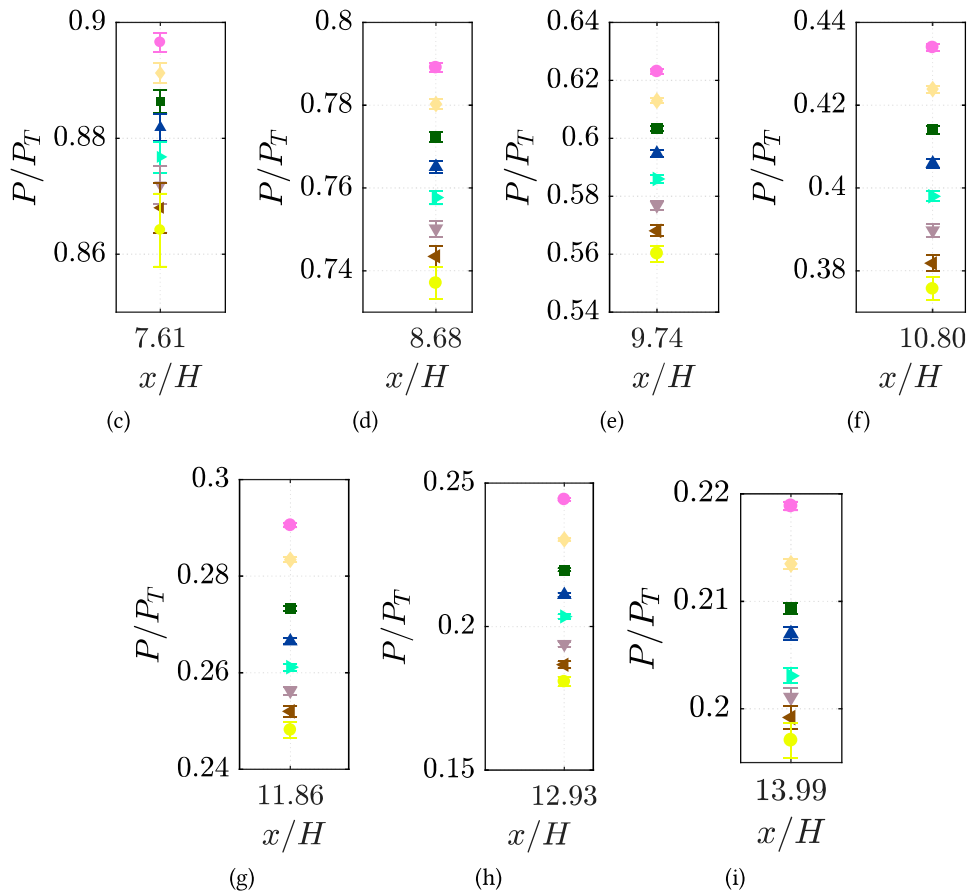 0.9
0.88
0.86
P/P_T
7.61
x/H
(c)
0.8
0.78
0.76
0.74
P/P_T
8.68
x/H
(d)
0.64
0.62
0.6
0.58
0.56
0.54
P/P_T
9.74
x/H
(e)
0.44
0.42
0.4
0.38
P/P_T
10.80
x/H
(f)
0.3
0.28
0.26
0.24
P/P_T
11.86
x/H
(g)
0.25
0.2
0.15
P/P_T
12.93
x/H
(h)
0.22
0.21
0.2
P/P_T
13.99
x/H
(i)